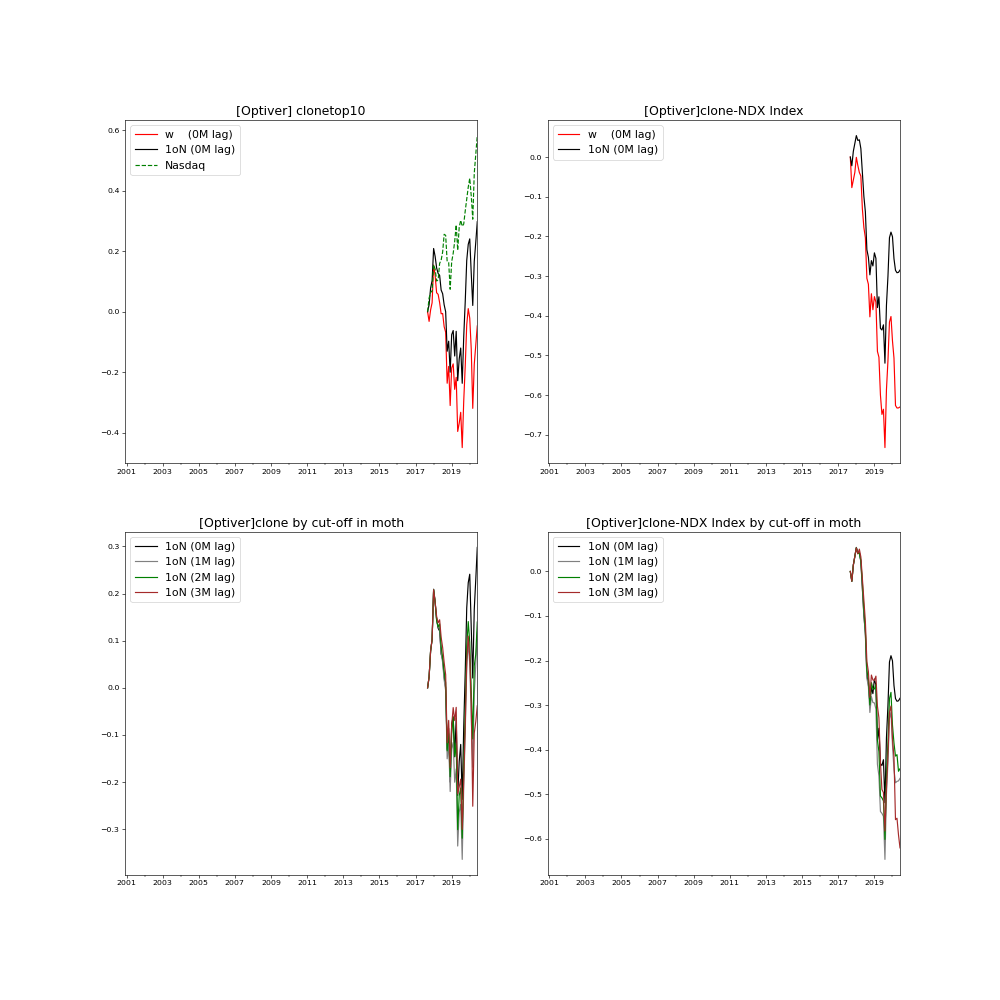 [Optiver] clonetop10
w    (0M lag)
1oN (0M lag)
Nasdaq
0.6
0.4
0.2
0.0
−0.2
−0.4
2001 2003 2005 2007 2009 2011 2013 2015 2017 2019
[Optiver]clone-NDX Index
w    (0M lag)
1oN (0M lag)
0.0
−0.1
−0.2
−0.3
−0.4
−0.5
−0.6
−0.7
2001 2003 2005 2007 2009 2011 2013 2015 2017 2019
[Optiver]clone by cut-off in moth
1oN (0M lag)
1oN (1M lag)
1oN (2M lag)
1oN (3M lag)
0.3
0.2
0.1
0.0
−0.1
−0.2
−0.3
2001 2003 2005 2007 2009 2011 2013 2015 2017 2019
[Optiver]clone-NDX Index by cut-off in moth
1oN (0M lag)
1oN (1M lag)
1oN (2M lag)
1oN (3M lag)
0.0
−0.1
−0.2
−0.3
−0.4
−0.5
−0.6
2001 2003 2005 2007 2009 2011 2013 2015 2017 2019